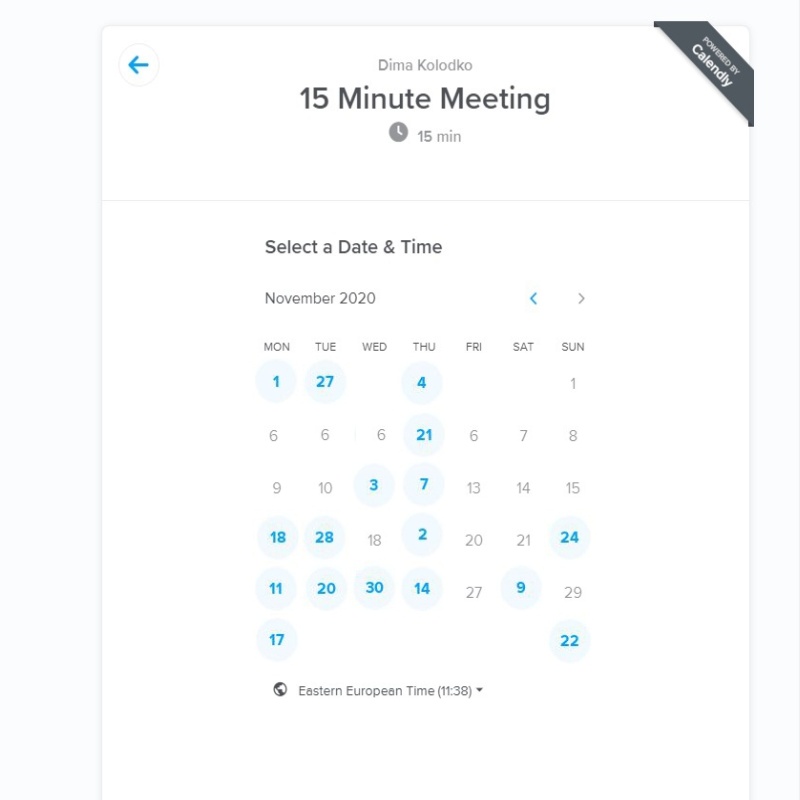 POWERED BY
Calendly
Dima Kolodko
15 Minute Meeting
15 min
Select a Date & Time
November 2020
MON TUE WED THU FRI SAT SUN
1 27 4 1
6 6 6 21 6 7 8
9 10 3 7 13 14 15
18 28 18 2 20 21 24
11 20 30 14 27 9 29
17 22
Eastern European Time (11:38)